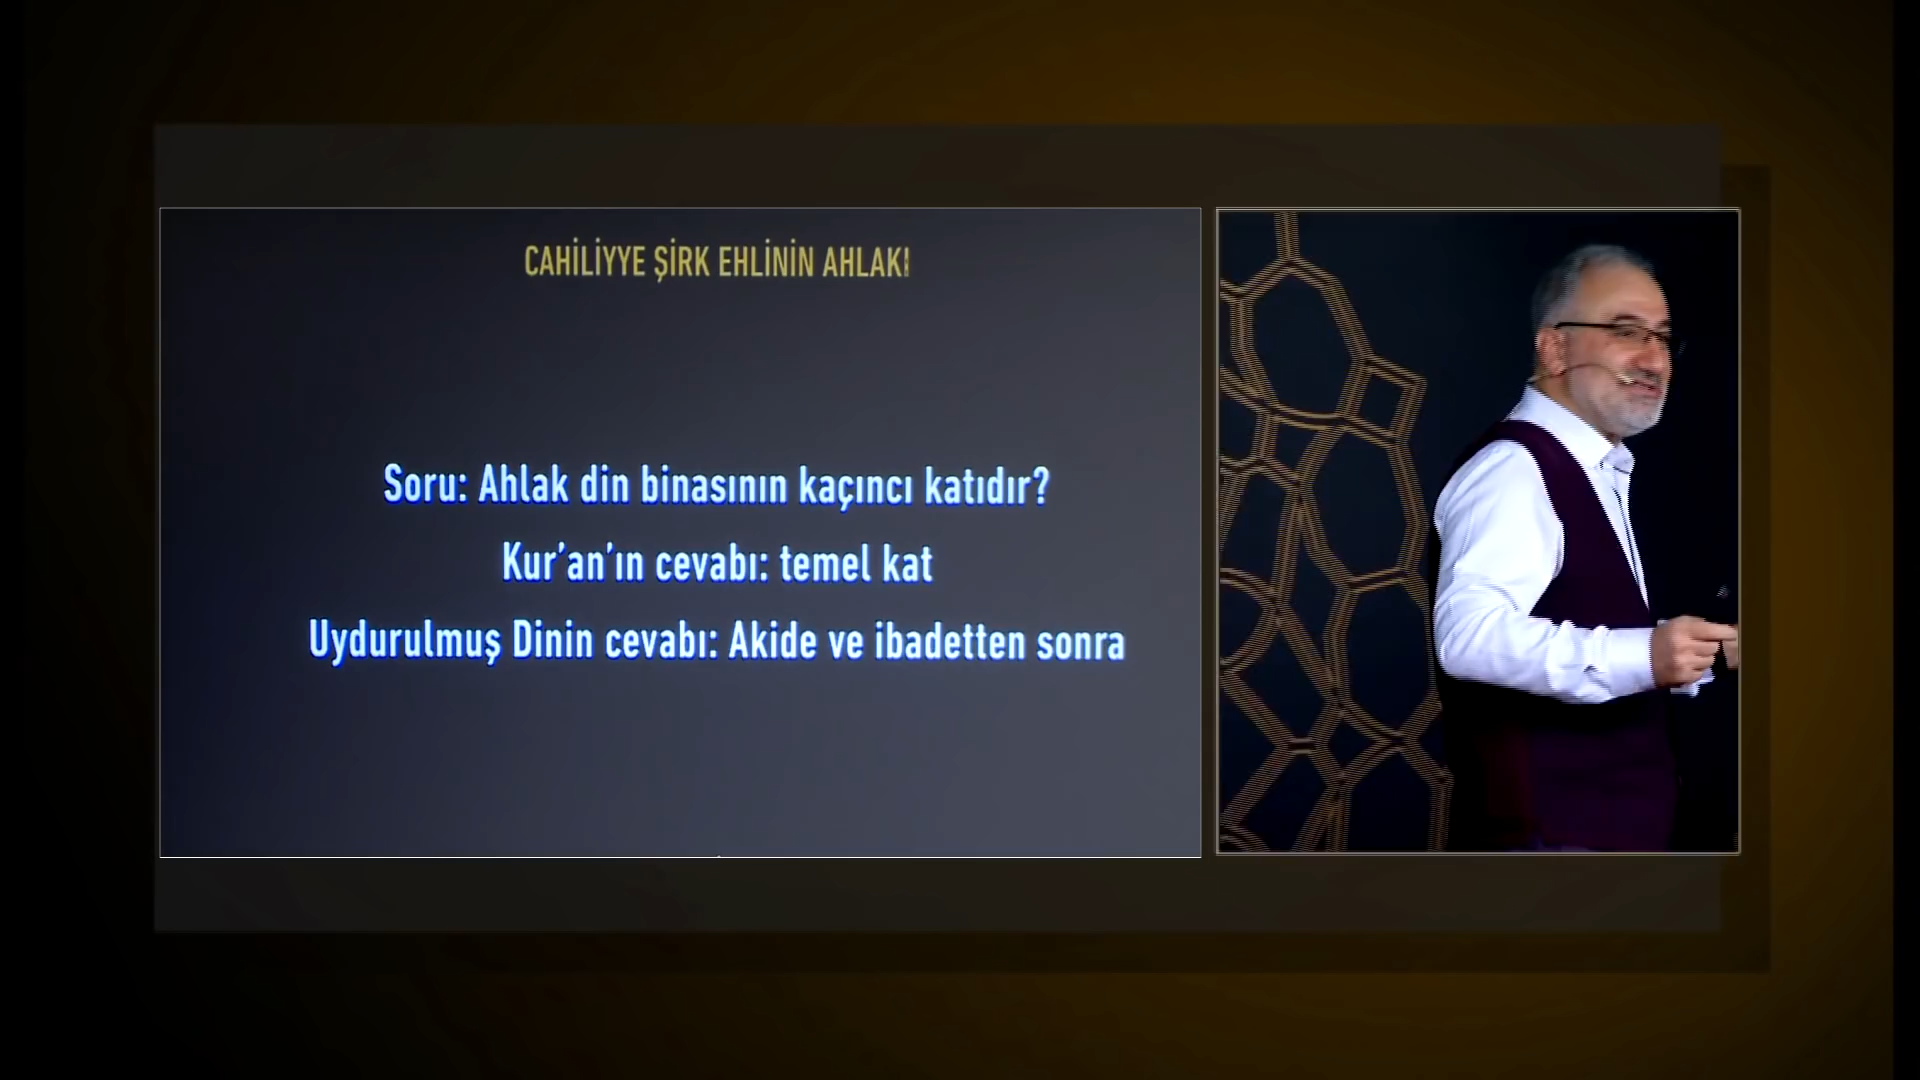 CAHİLİYYE ŞİRK EHLİNİN AHLAKI
Soru: Ahlak din binasının kaçıncı katıdır?
Kur'an'ın cevabı: temel kat
Uydurulmuş Dinin cevabı: Akide ve ibadetten sonra